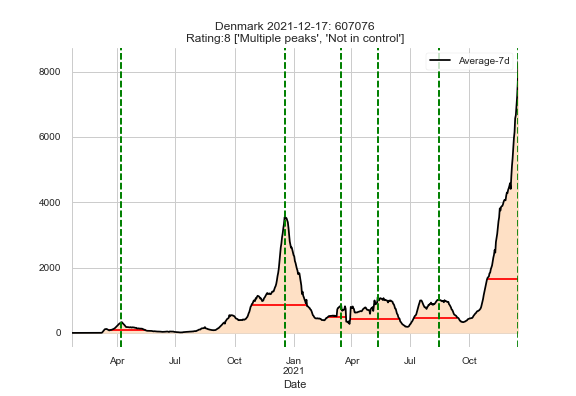 Denmark 2021-12-17: 607076
Rating:8 ['Multiple peaks', 'Not in control']
Average-7d
8000
6000
4000
2000
0
Apr Jul Oct Jan Apr Jul Oct
2021
Date